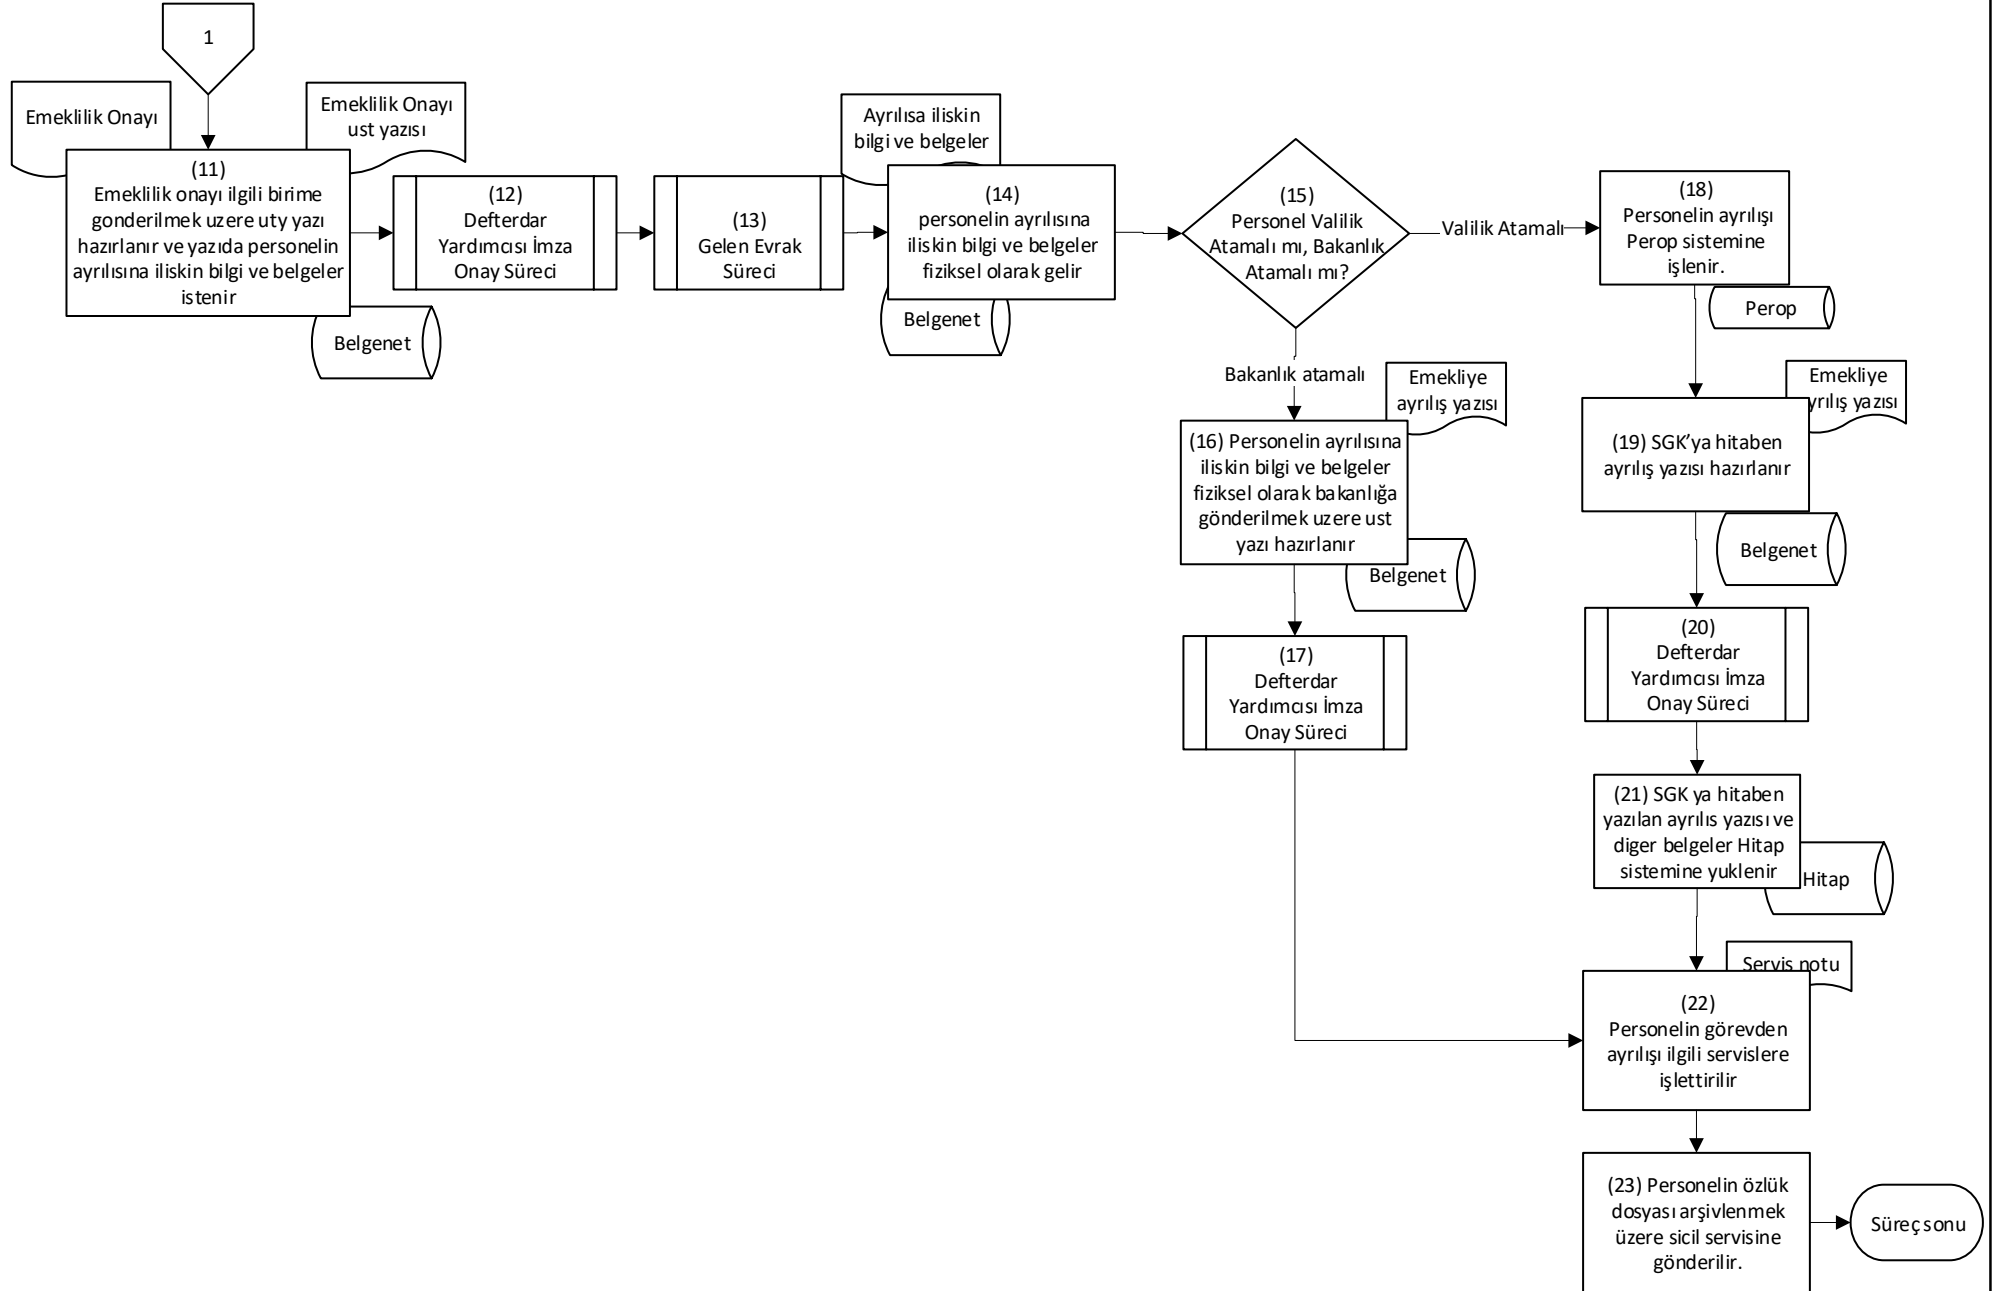 1
Emeklilik Onayı
Emeklilik Onayı
ust yazısı
(11)
Emeklilik onayı ilgili birime
gonderilmek uzere uty yazı
hazırlanır ve yazıda personelin
ayrılısına iliskin bilgi ve belgeler
istenir
Belgenet
(12)
Defterdar
Yardımcısı İmza
Onay Süreci
(13)
Gelen Evrak
Süreci
Ayrılısa iliskin
bilgi ve belgeler
(14)
personelin ayrılısına
iliskin bilgi ve belgeler
fiziksel olarak gelir
Belgenet
(15)
Personel Valilik
Atamalı mı, Bakanlık
Atamalı mı?
Valilik Atamalı
Bakanlık atamalı
Emekliye
ayrılış yazısı
(16) Personelin ayrılısına
iliskin bilgi ve belgeler
fiziksel olarak bakanlığa
gönderilmek uzere ust
yazı hazırlanır
Belgenet
(17)
Defterdar
Yardımcısı İmza
Onay Süreci
(18)
Personelin ayrılışı
Perop sistemine
işlenir.
Perop
Emekliye
yrılış yazısı
(19) SGK’ya hitaben
ayrılış yazısı hazırlanır
Belgenet
(20)
Defterdar
Yardımcısı İmza
Onay Süreci
(21) SGK ya hitaben
yazılan ayrılıs yazısı ve
diger belgeler Hitap
sistemine yuklenir
Hitap
Servis notu
(22)
Personelin görevden
ayrılışı ilgili servislere
işlettirilir
(23) Personelin özlük
dosyası arşivlenmek
üzere sicil servisine
gönderilir.
Süreç sonu